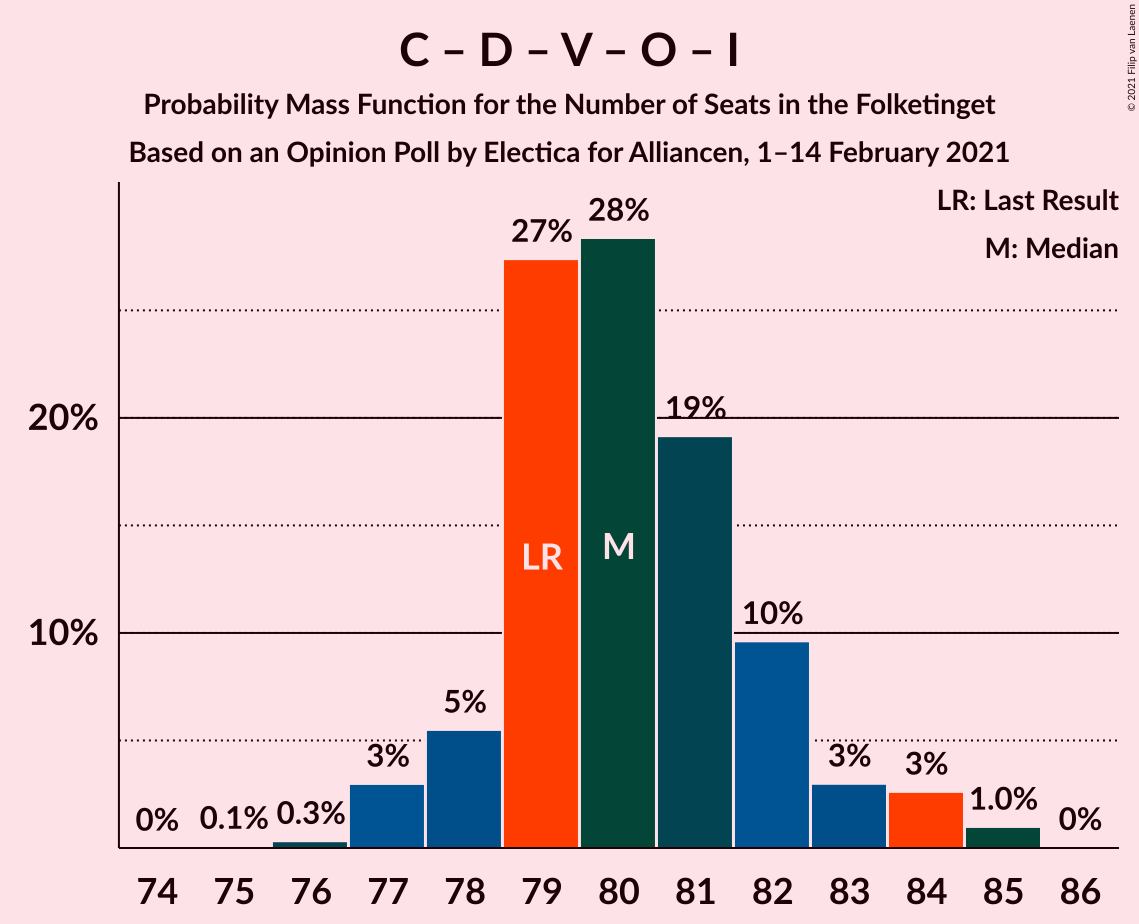 C – D – V – O – I
Probability Mass Function for the Number of Seats in the Folketinget
Based on an Opinion Poll by Electica for Alliancen, 1–14 February 2021
© 2021 Filip van Laenen
LR: Last Result
M: Median
20%
10%
0%
0.1%
0.3%
3%
5%
27%
28%
19%
10%
3%
3%
1.0%
0%
LR
M
74 75 76 77 78 79 80 81 82 83 84 85 86